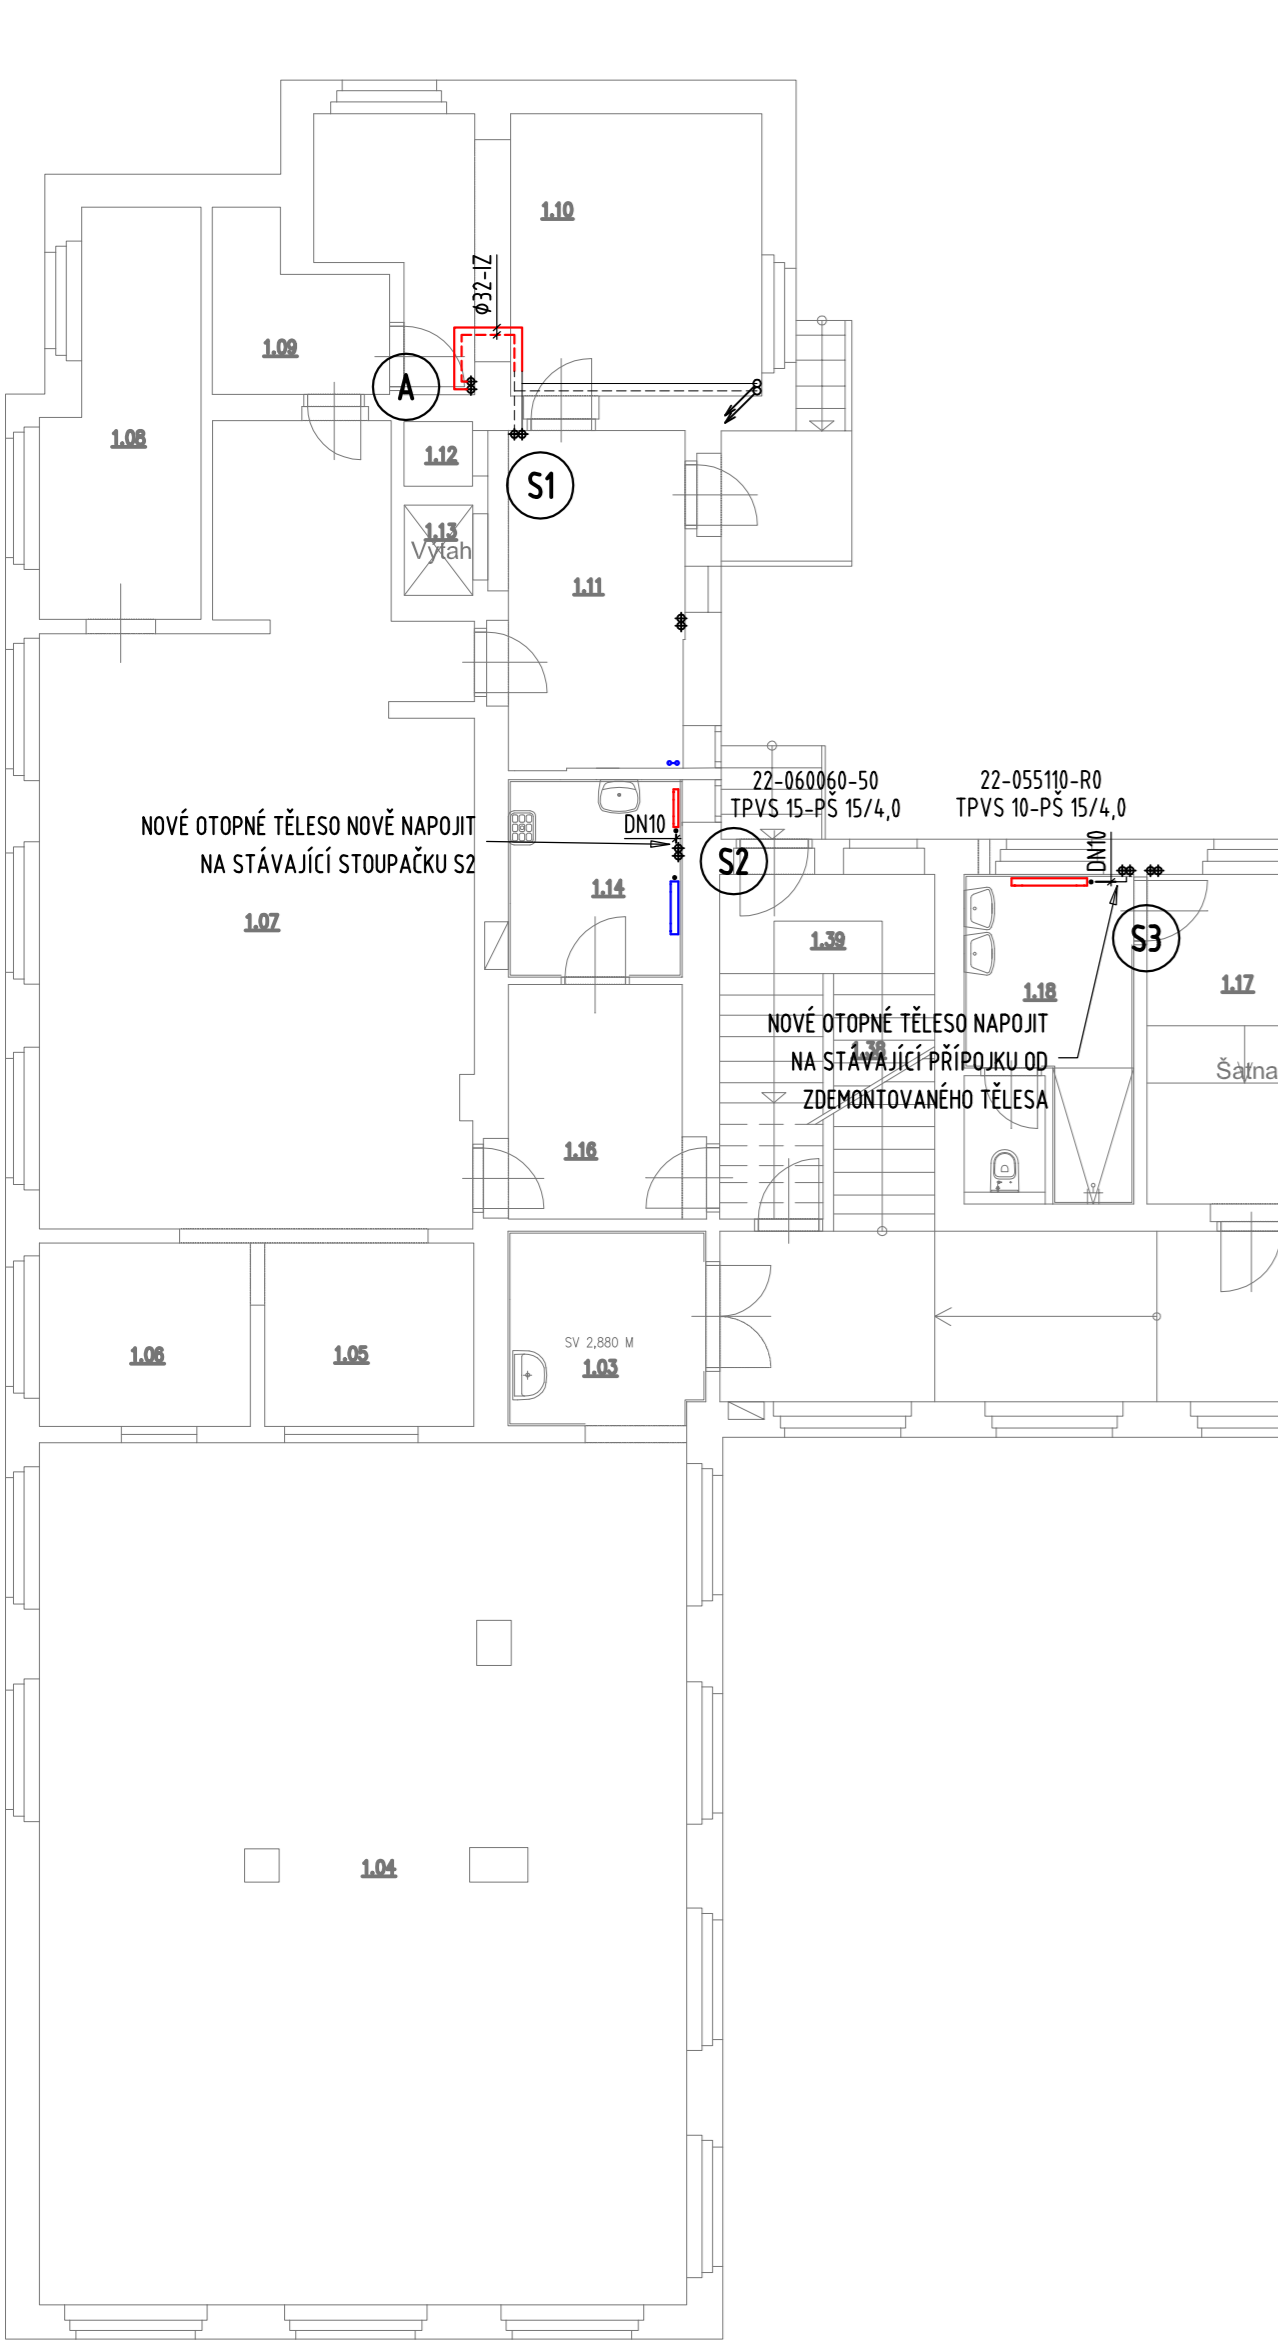 1.10
Φ32-IZ
1.09
A
1.08
1.12
S1
1.13
Výtah
1.11
22-060060-50
TPVS 15-PŠ 15/4,0
22-055110-R0
TPVS 10-PŠ 15/4,0
NOVÉ OTOPNÉ TĚLESO NOVĚ NAPOJIT
NA STÁVAJÍCÍ STOUPAČKU S2
DN10
DN10
S2
1.14
1.07
1.39
S3
1.18
1.17
NOVÉ OTOPNÉ TĚLESO NAPOJIT
NA STÁVAJÍCÍ PŘÍPOJKU OD
ZDEMONTOVANÉHO TĚLESA
1.38
Šatna
1.16
SV 2,880 M
1.03
1.06
1.05
1.04